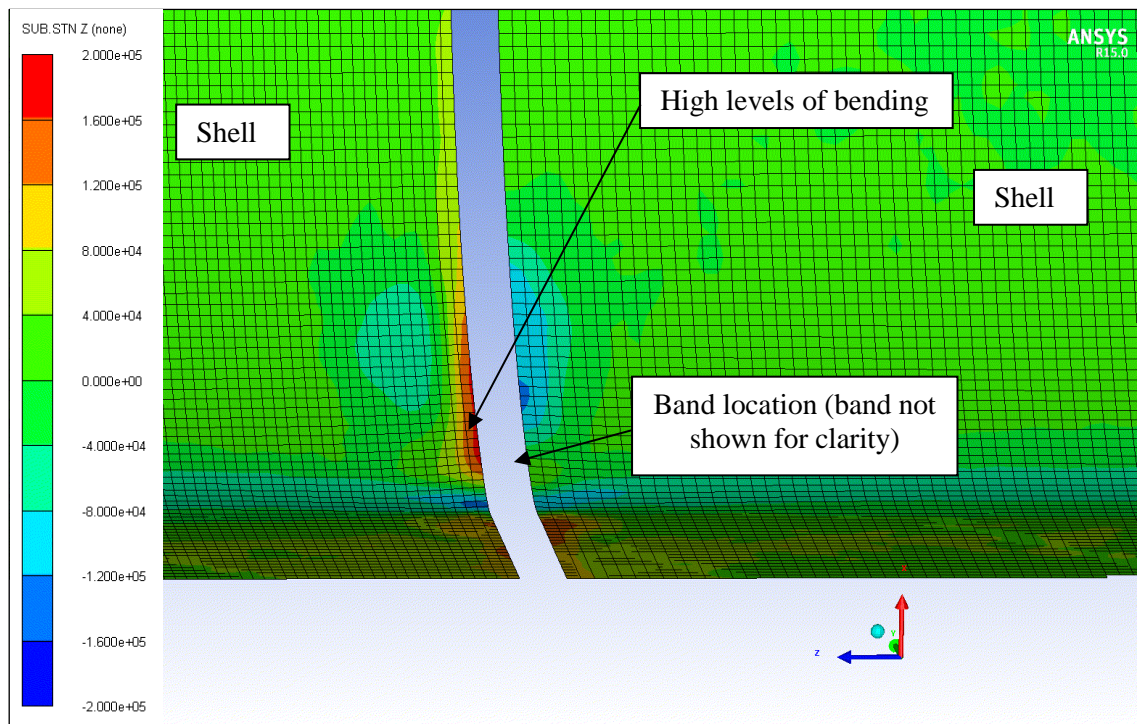 SUB.STN Z (none)
2.000e+05
1.600e+05
1.200e+05
8.000e+04
4.000e+04
0.000e+00
-4.000e+04
-8.000e+04
-1.200e+05
-1.600e+05
-2.000e+05
ANSYS
R15.0
High levels of bending
Shell
Shell
Band location (band not
shown for clarity)
X
Y
Z